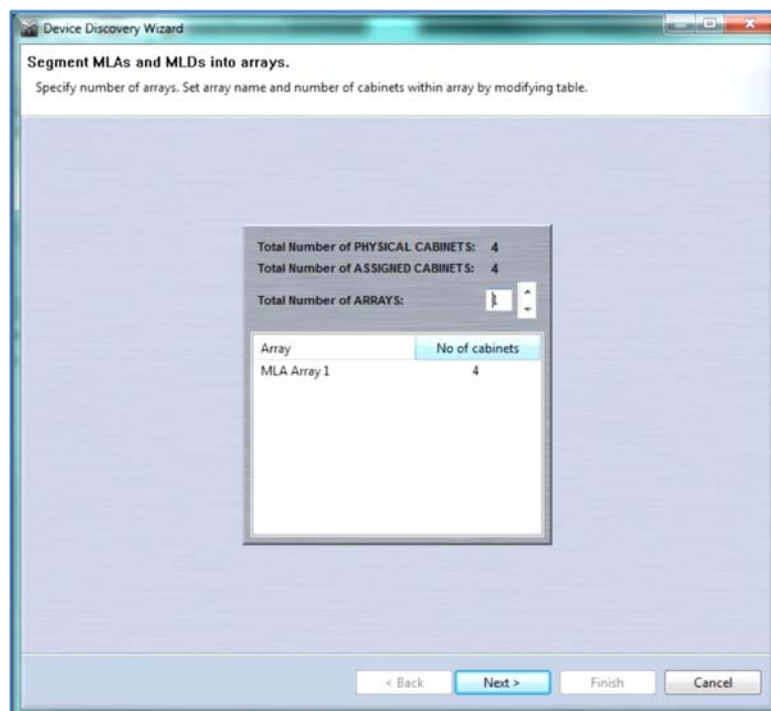 Device Discovery Wizard
Segment MLAs and MLDs into arrays.
Specify number of arrays. Set array name and number of cabinets within array by modifying table.
Total Number of PHYSICAL CABINETS: 4
Total Number of ASSIGNED CABINETS: 4
Total Number of ARRAYS: 1
Array No of cabinets
MLA Array 1 4
< Back Next > Finish Cancel